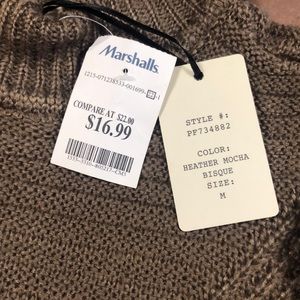 Marshalls.
COMPARE AT $22.00
$16.99
STYLE #:
PF734882
COLOR:
HEATHER MOCHA
BISQUE
SIZE:
M